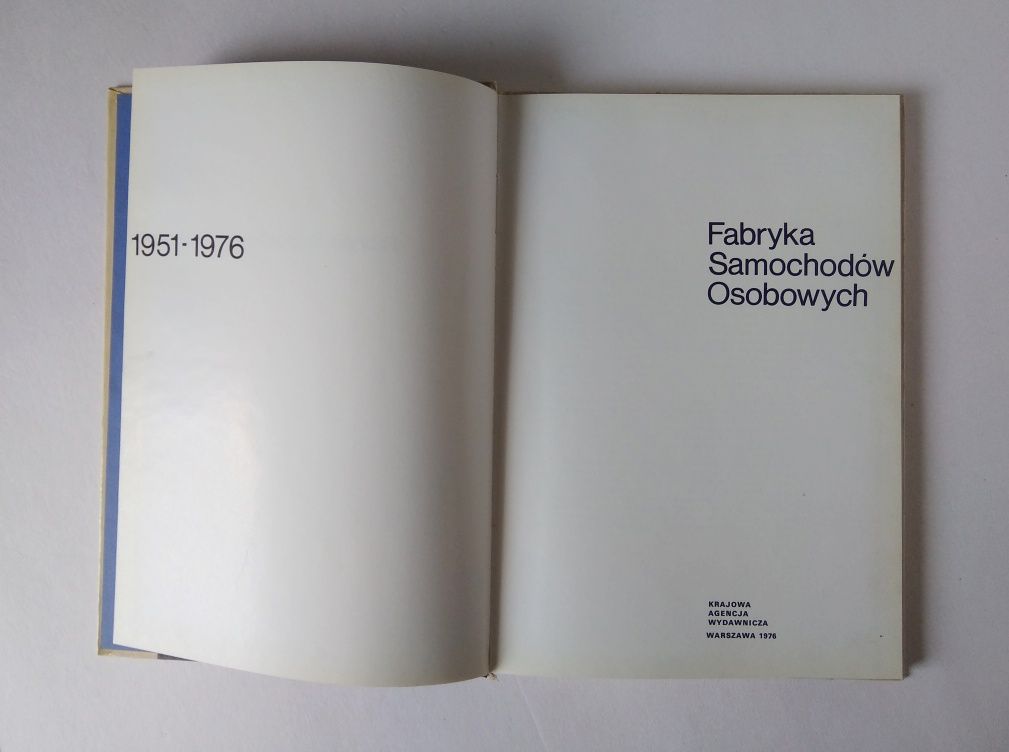 1951-1976
Fabryka
Samochodów
Osobowych
KRAJOWA
AGENCJA
WYDAWNICZA
WARSZAWA 1976